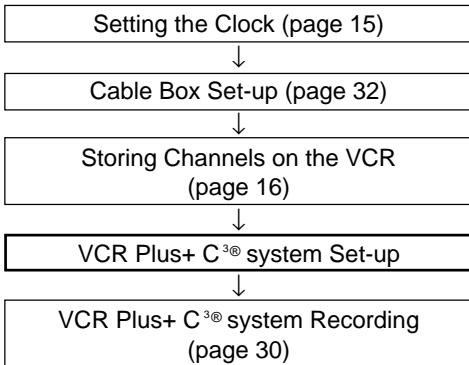 Setting the Clock (page 15)
↓
Cable Box Set-up (page 32)
↓
Storing Channels on the VCR
(page 16)
↓
VCR Plus+ C³® system Set-up
↓
VCR Plus+ C³® system Recording
(page 30)